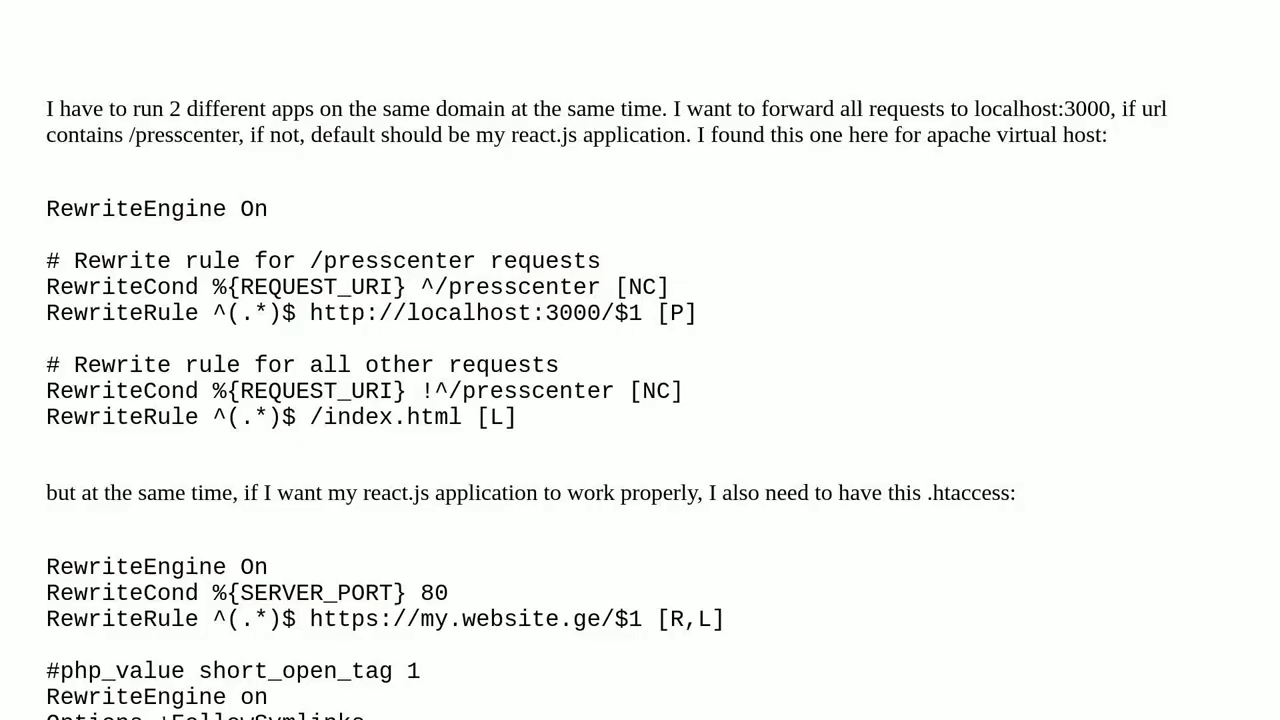 I have to run 2 different apps on the same domain at the same time. I want to forward all requests to localhost:3000, if url
contains /presscenter, if not, default should be my react.js application. I found this one here for apache virtual host:
RewriteEngine On
# Rewrite rule for /presscenter requests
RewriteCond %{REQUEST_URI} ^/presscenter [NC]
RewriteRule ^(.*)$ http://localhost:3000/$1 [P]
# Rewrite rule for all other requests
RewriteCond %{REQUEST_URI} !^/presscenter [NC]
RewriteRule ^(.*)$ /index.html [L]
but at the same time, if I want my react.js application to work properly, I also need to have this .htaccess:
RewriteEngine On
RewriteCond %{SERVER_PORT} 80
RewriteRule ^(.*)$ https://my.website.ge/$1 [R,L]
#php_value short_open_tag 1
RewriteEngine on
Options +FollowSymlinks